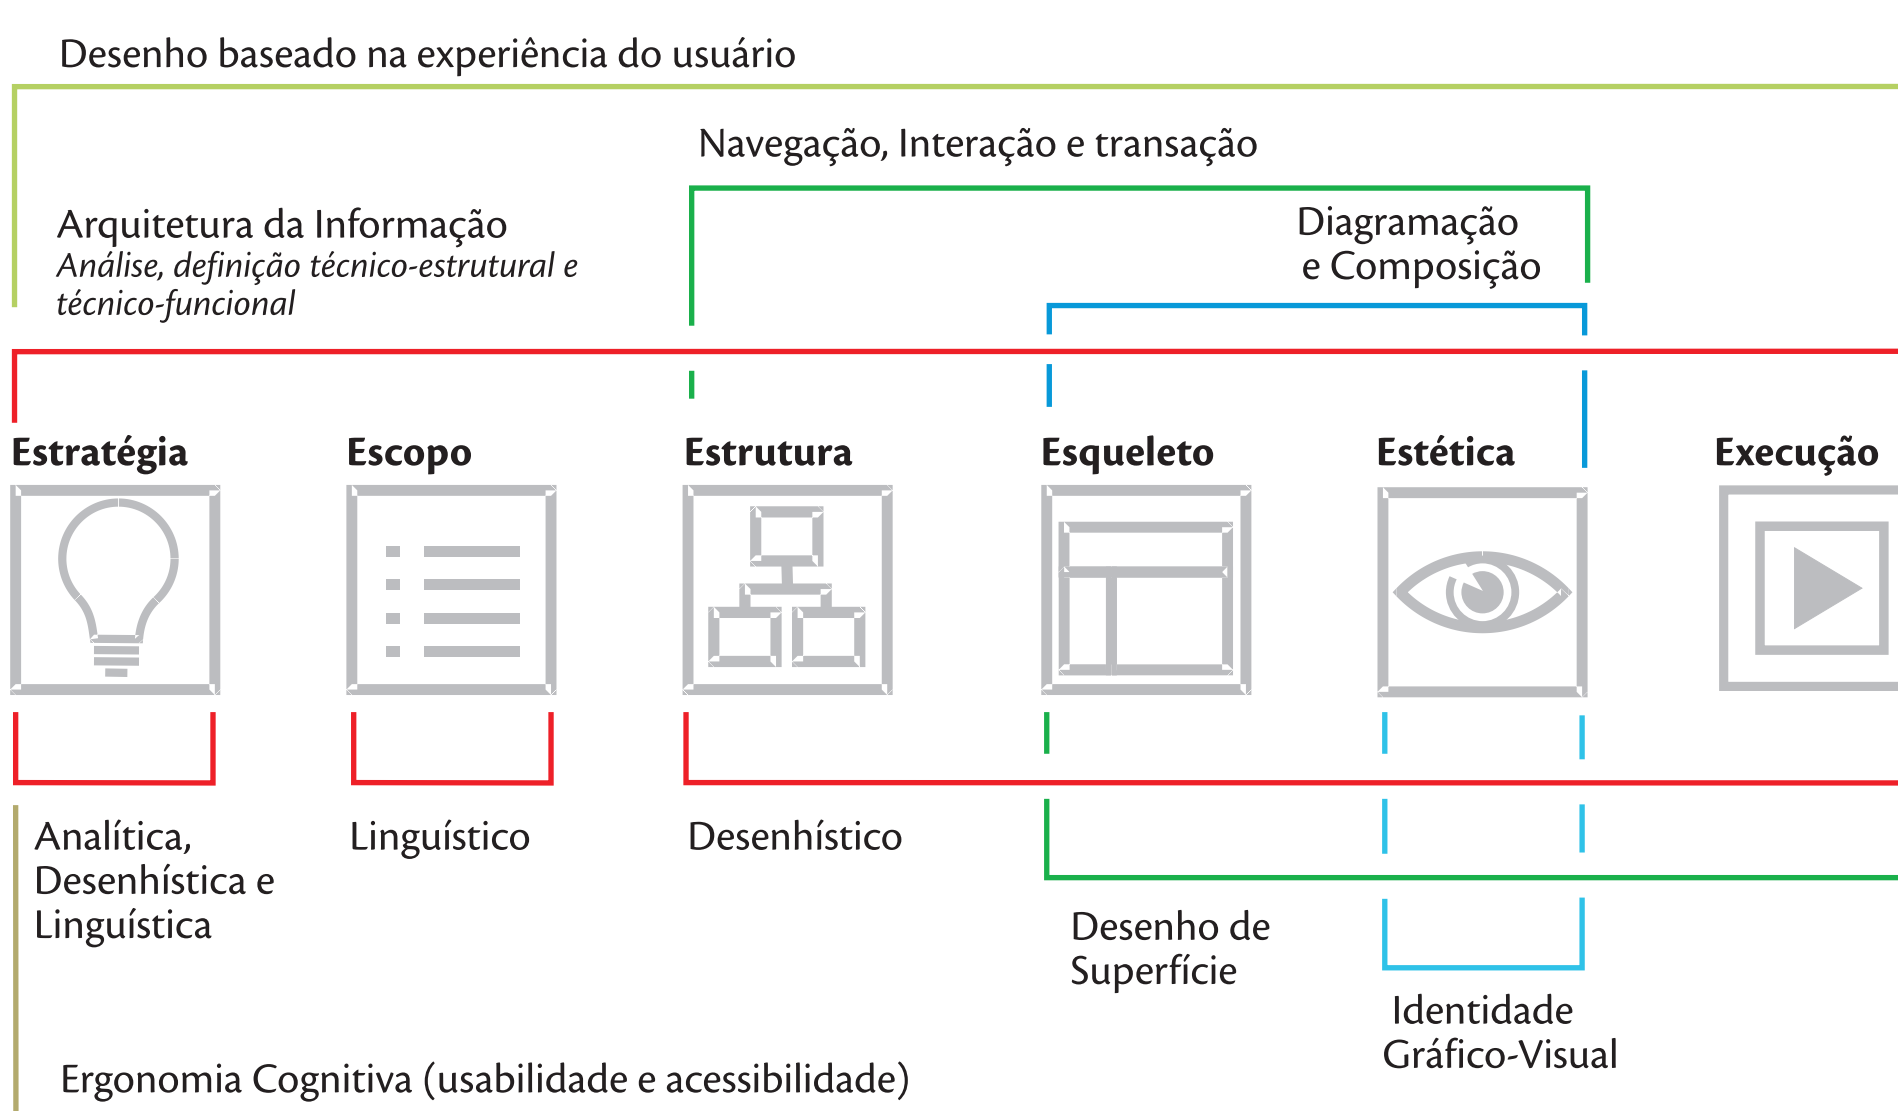 Desenho baseado na experiência do usuário
Navegação, Interação e transação
Arquitetura da Informação
Análise, definição técnico-estrutural e
técnico-funcional
Diagramação
e Composição
Estratégia
Escopo
Estrutura
Esqueleto
Estética
Execução
Analítica,
Desenhística e
Linguística
Linguístico
Desenhístico
Desenho de
Superfície
Identidade
Gráfico-Visual
Ergonomia Cognitiva (usabilidade e acessibilidade)